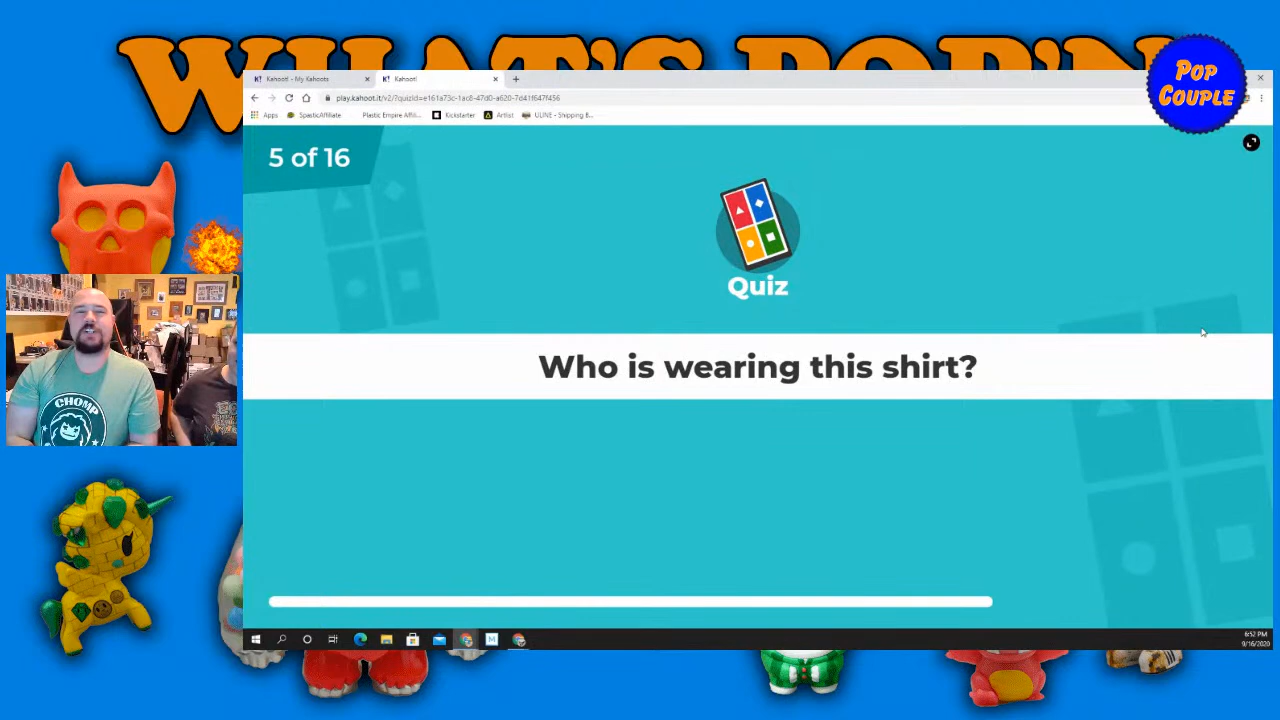 WHAT'S POP'N
POP
COUPLE
Kahoot! - My Kahoots
Kahoot!
play.kahoot.it/v2/?quizId=e161a73c-1ac8-47d0-a620-7d41f647f456
Apps SpasticAffiliate Plastic Empire Affili... Kickstarter Artlist ULINE - Shipping B...
5 of 16
Quiz
Who is wearing this shirt?
CHOMP
6:52 PM
9/16/2020